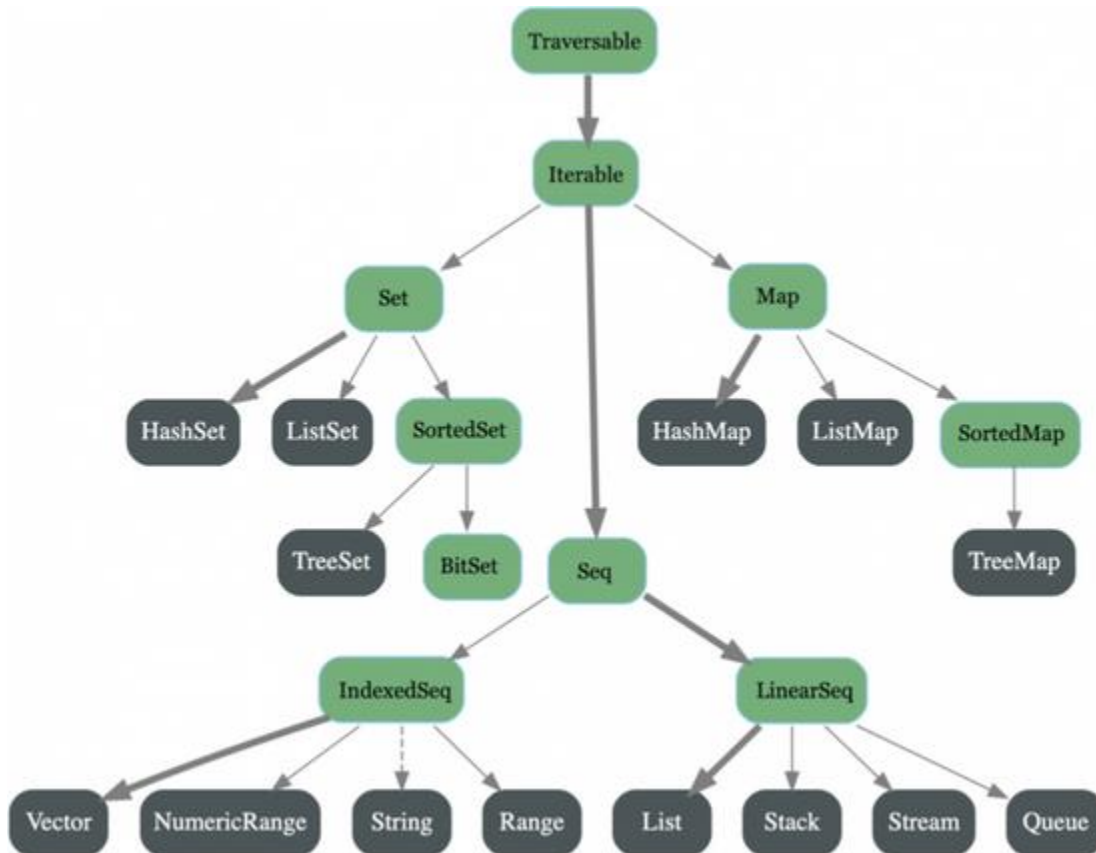 Traversable
Iterable
Set
Map
HashSet
ListSet
SortedSet
HashMap
ListMap
SortedMap
TreeSet
BitSet
Seq
TreeMap
IndexedSeq
LinearSeq
Vector
NumericRange
String
Range
List
Stack
Stream
Queue